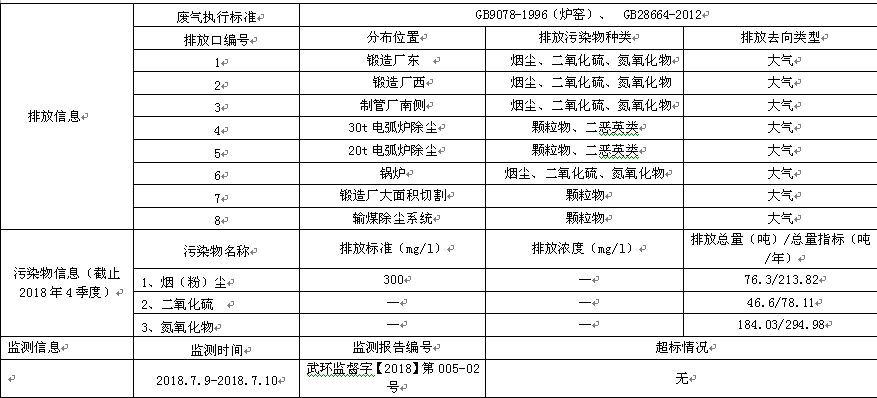 废气执行标准 GB9078-1996（炉窑）、 GB28664-2012
排放信息
排放口编号 分布位置 排放污染物种类 排放去向类型
1 锻造厂东 烟尘、二氧化硫、氮氧化物 大气
2 锻造厂西 烟尘、二氧化硫、氮氧化物 大气
3 制管厂南侧 烟尘、二氧化硫、氮氧化物 大气
4 30t电弧炉除尘 颗粒物、二恶英类 大气
5 20t电弧炉除尘 颗粒物、二恶英类 大气
6 锅炉 烟尘、二氧化硫、氮氧化物 大气
7 锻造厂大面积切割 颗粒物 大气
8 输煤除尘系统 颗粒物 大气
污染物信息（截止
2018年4季度）
污染物名称 排放标准（mg/l） 排放浓度（mg/l） 排放总量（吨）/总量指标（吨
/年）
1、烟（粉）尘 300 — 76.3/213.82
2、二氧化硫 — — 46.6/78.11
3、氮氧化物 — — 184.03/294.98
监测信息 监测时间 监测报告编号 超标情况
2018.7.9-2018.7.10 武环监督字【2018】第005-02
号 无